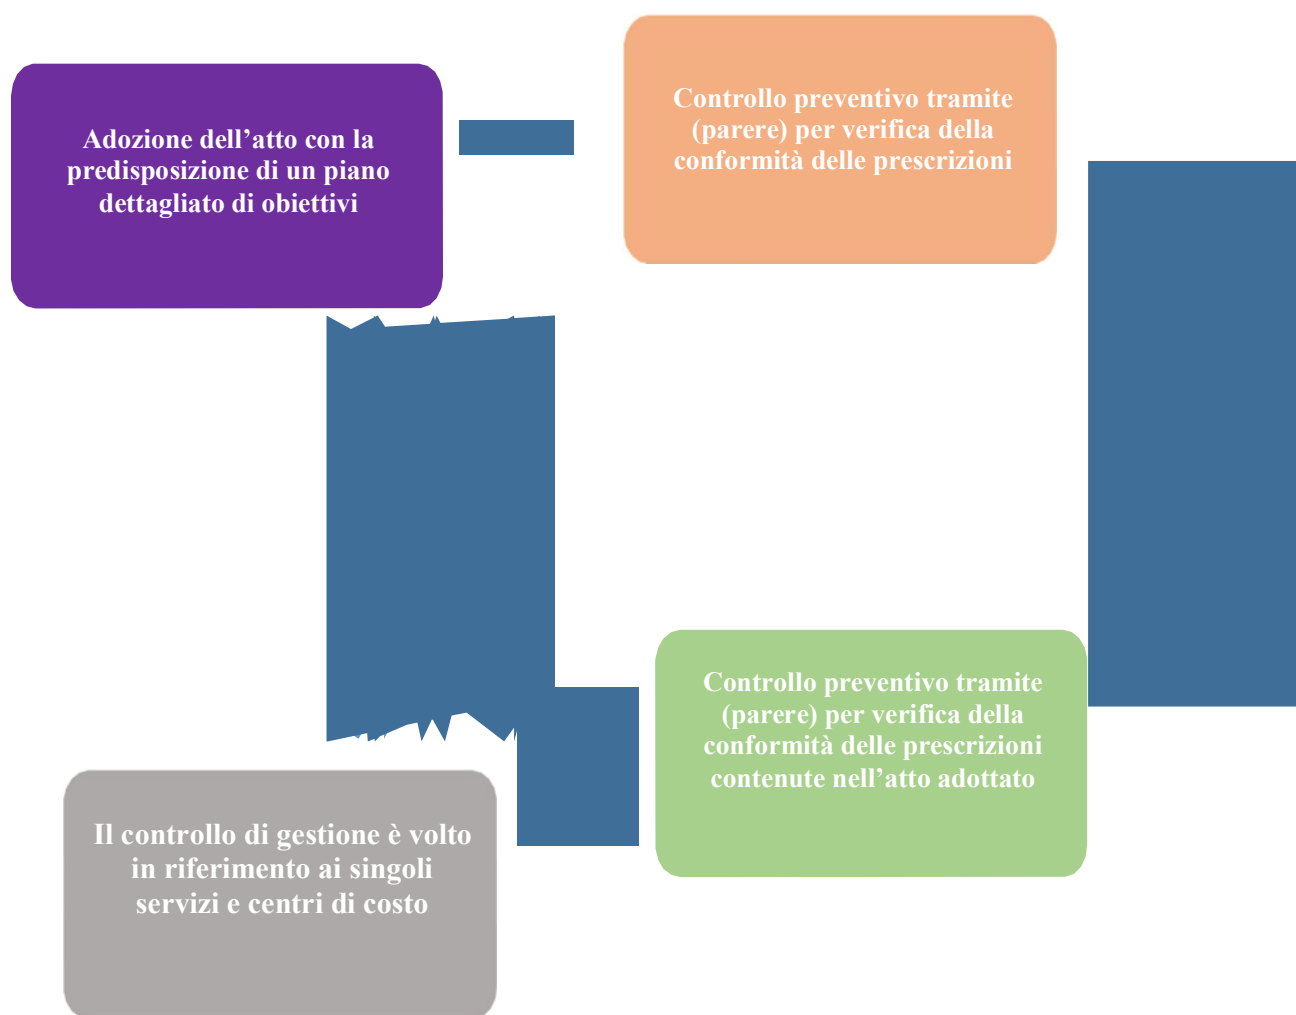 Adozione dell’atto con la
predisposizione di un piano
dettagliato di obiettivi
Controllo preventivo tramite
(parere) per verifica della
conformità delle prescrizioni
Controllo preventivo tramite
(parere) per verifica della
conformità delle prescrizioni
contenute nell’atto adottato
Il controllo di gestione è volto
in riferimento ai singoli
servizi e centri di costo